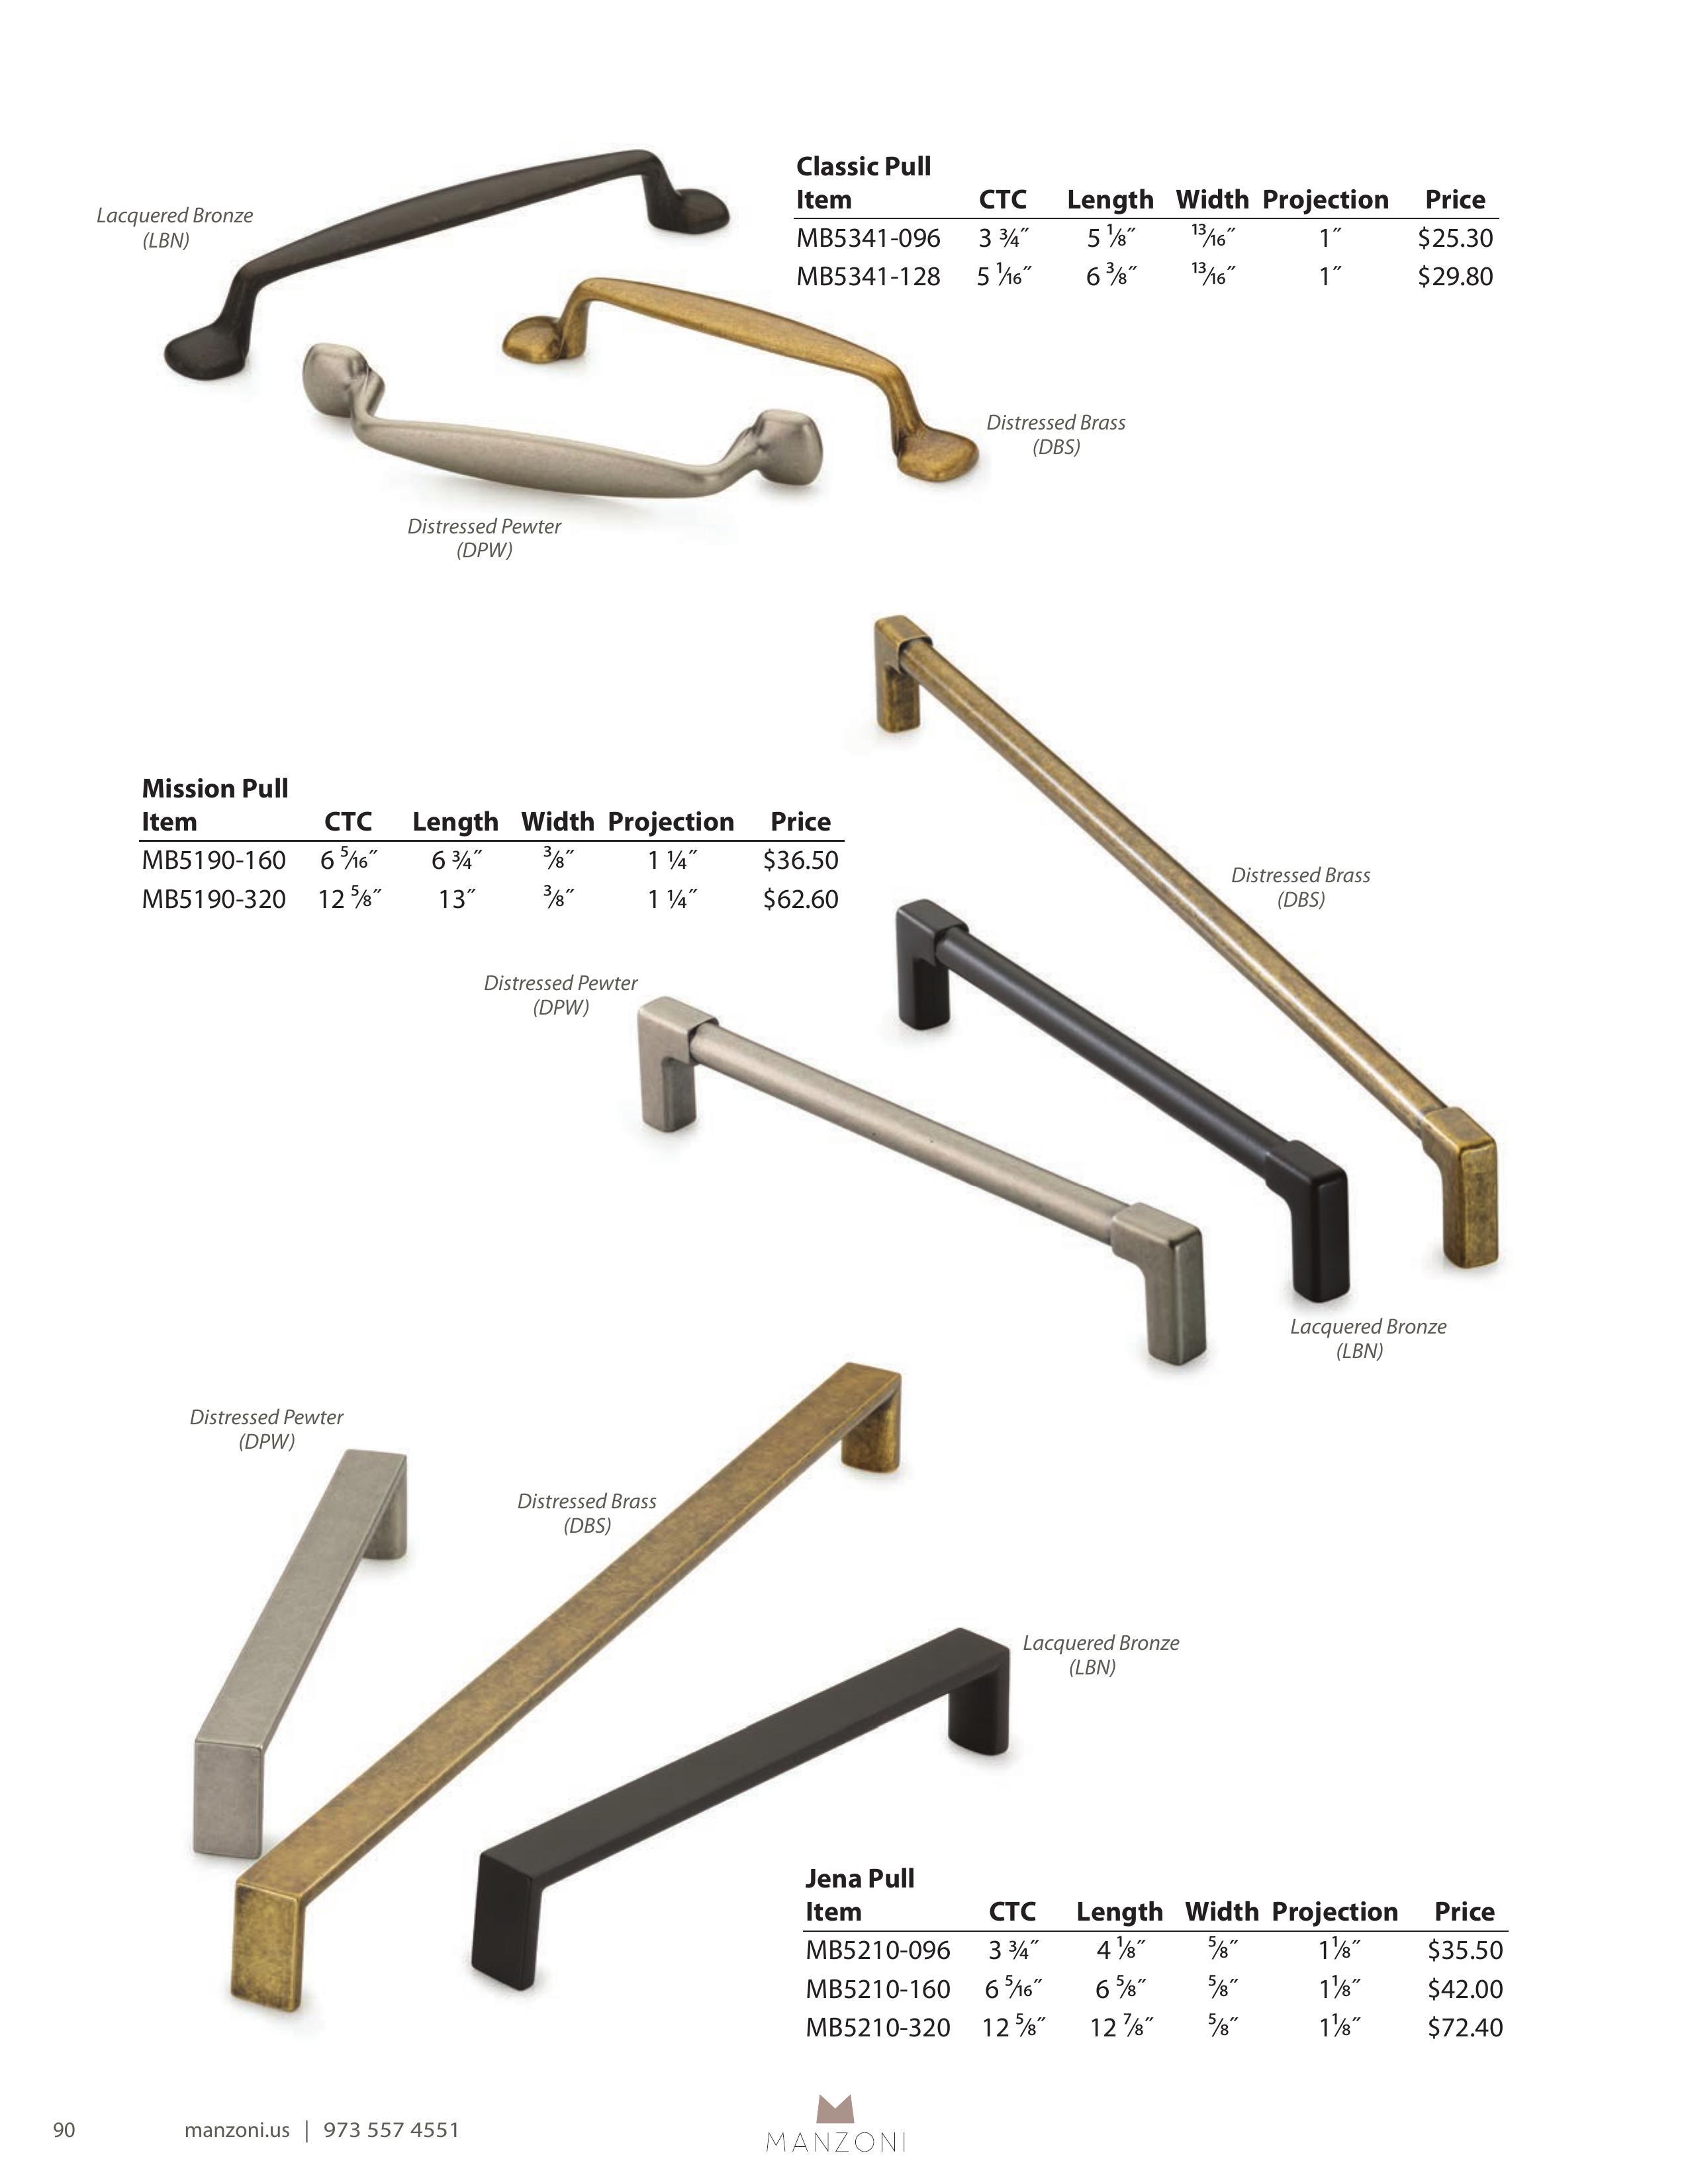 Lacquered Bronze
(LBN)
Classic Pull
Item CTC Length Width Projection Price
MB5341-096 3 ¾″ 5 ⅛″ 13⁄16″ 1″ $25.30
MB5341-128 5 1⁄16″ 6 ⅜″ 13⁄16″ 1″ $29.80
Distressed Brass
(DBS)
Distressed Pewter
(DPW)
Mission Pull
Item CTC Length Width Projection Price
MB5190-160 6 5⁄16″ 6 ¾″ ⅜″ 1 ¼″ $36.50
MB5190-320 12 ⅝″ 13″ ⅜″ 1 ¼″ $62.60
Distressed Brass
(DBS)
Distressed Pewter
(DPW)
Lacquered Bronze
(LBN)
Distressed Pewter
(DPW)
Distressed Brass
(DBS)
Lacquered Bronze
(LBN)
Jena Pull
Item CTC Length Width Projection Price
MB5210-096 3 ¾″ 4 ⅛″ ⅝″ 1⅛″ $35.50
MB5210-160 6 5⁄16″ 6 ⅝″ ⅝″ 1⅛″ $42.00
MB5210-320 12 ⅝″ 12 ⅞″ ⅝″ 1⅛″ $72.40
90 manzoni.us | 973 557 4551
MANZONI